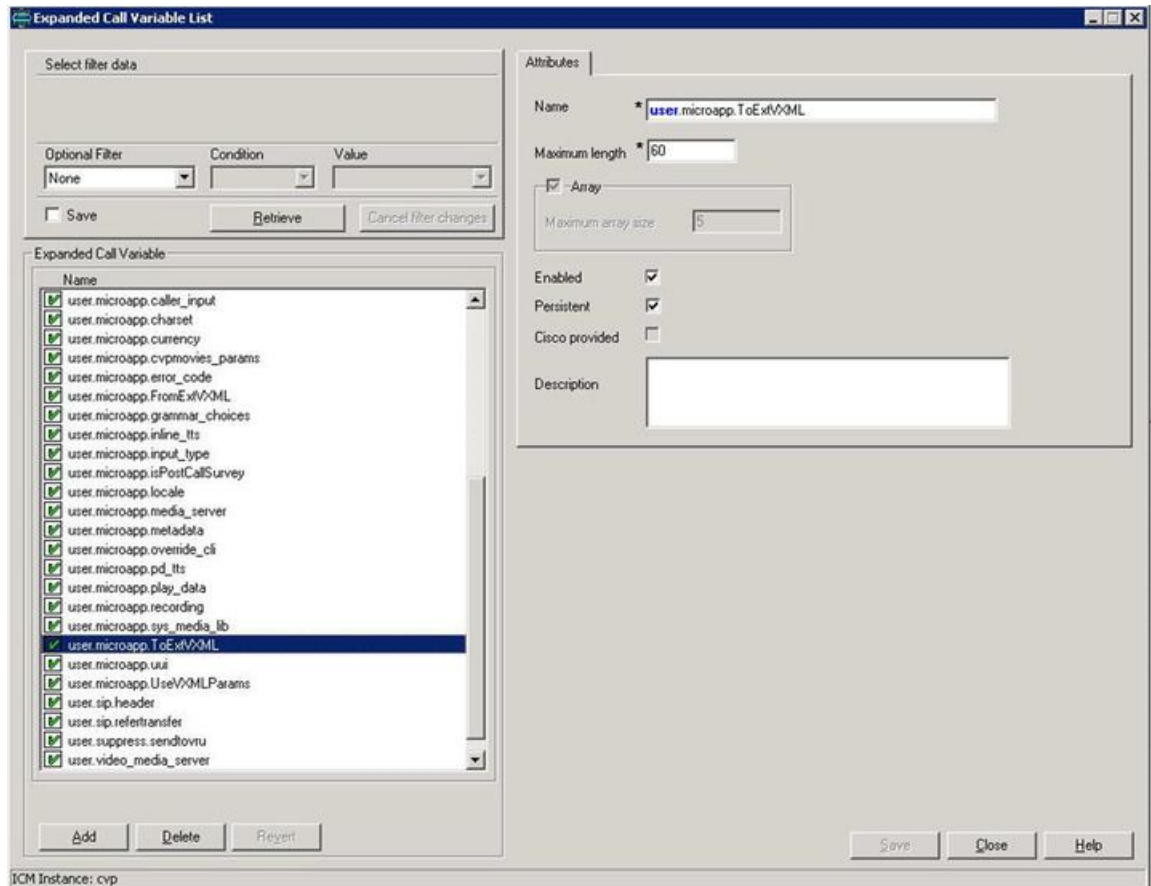 Expanded Call Variable List
Select filter data
Optional Filter Condition Value
None
Save Retrieve Cancel filter changes
Expanded Call Variable
Name
user.microapp.caller_input
user.microapp.charset
user.microapp.currency
user.microapp.cvpmovies_params
user.microapp.error_code
user.microapp.FromExtVXML
user.microapp.grammar_choices
user.microapp.inline_tts
user.microapp.input_type
user.microapp.isPostCallSurvey
user.microapp.locale
user.microapp.media_server
user.microapp.metadata
user.microapp.override_cli
user.microapp.pd_tts
user.microapp.play_data
user.microapp.recording
user.microapp.sys_media_lib
user.microapp.ToExtVXML
user.microapp.uui
user.microapp.UseVXMLParams
user.sip.header
user.sip.refertransfer
user.suppress.sendtovru
user.video_media_server
Add Delete Revert
Attributes
Name * user.microapp.ToExtVXML
Maximum length * 60
Array
Maximum array size 5
Enabled
Persistent
Cisco provided
Description
Save Close Help
ICM Instance: cvp